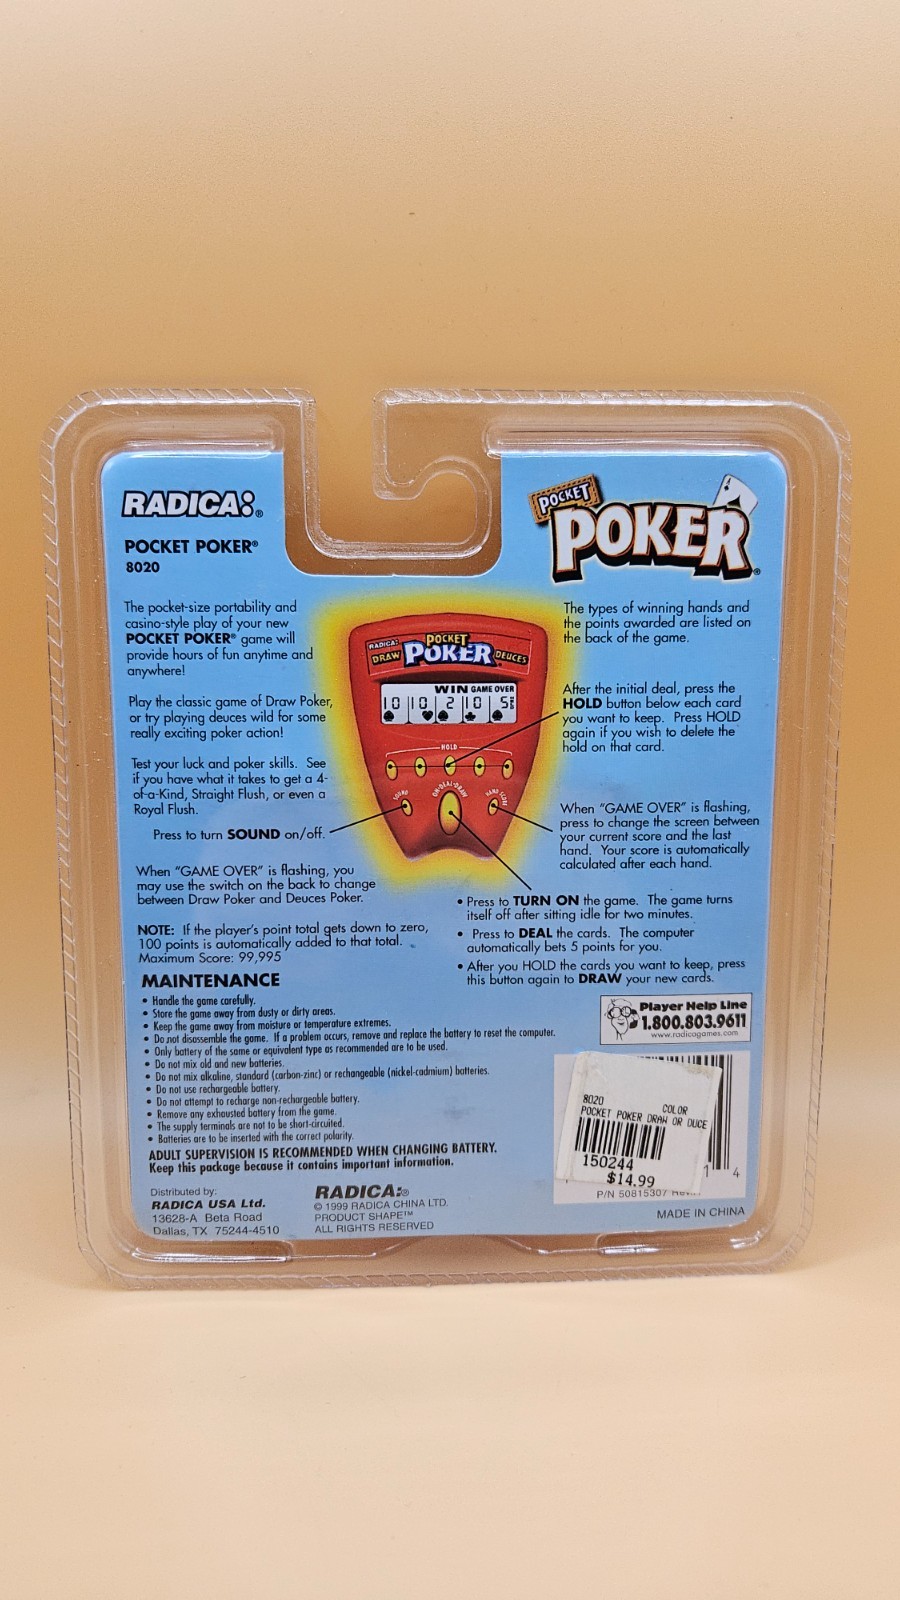 RADICA:®
POCKET POKER®
8020
POCKET
POKER®
The pocket-size portability and
casino-style play of your new
POCKET POKER® game will
provide hours of fun anytime and
anywhere!
Play the classic game of Draw Poker,
or try playing deuces wild for some
really exciting poker action!
Test your luck and poker skills. See
if you have what it takes to get a 4-
of-a-Kind, Straight Flush, or even a
Royal Flush.
Press to turn SOUND on/off.
When "GAME OVER" is flashing, you
may use the switch on the back to change
between Draw Poker and Deuces Poker.
NOTE: If the player's point total gets down to zero,
100 points is automatically added to that total.
Maximum Score: 99,995
RADICA:
POCKET
DRAW POKER DEUCES
WIN GAME OVER
10 10 2 10 5
HOLD
SOUND
ON-DEAL-DRAW
HAND SCORE
The types of winning hands and
the points awarded are listed on
the back of the game.
After the initial deal, press the
HOLD button below each card
you want to keep. Press HOLD
again if you wish to delete the
hold on that card.
When "GAME OVER" is flashing,
press to change the screen between
your current score and the last
hand. Your score is automatically
calculated after each hand.
• Press to TURN ON the game. The game turns
itself off after sitting idle for two minutes.
• Press to DEAL the cards. The computer
automatically bets 5 points for you.
• After you HOLD the cards you want to keep, press
this button again to DRAW your new cards.
MAINTENANCE
• Handle the game carefully.
• Store the game away from dusty or dirty areas.
• Keep the game away from moisture or temperature extremes.
• Do not disassemble the game. If a problem occurs, remove and replace the battery to reset the computer.
• Only battery of the same or equivalent type as recommended are to be used.
• Do not mix old and new batteries.
• Do not mix alkaline, standard (carbon-zinc) or rechargeable (nickel-cadmium) batteries.
• Do not use rechargeable battery.
• Do not attempt to recharge non-rechargeable battery.
• Remove any exhausted battery from the game.
• The supply terminals are not to be short-circuited.
• Batteries are to be inserted with the correct polarity.
ADULT SUPERVISION IS RECOMMENDED WHEN CHANGING BATTERY.
Keep this package because it contains important information.
Player Help Line
1.800.803.9611
www.radicagames.com
8020 COLOR
POCKET POKER DRAW OR DUCE
150244
$14.99
1 4
P/N 50815307
MADE IN CHINA
Distributed by:
RADICA USA Ltd.
13628-A Beta Road
Dallas, TX 75244-4510
RADICA:®
© 1999 RADICA CHINA LTD.
PRODUCT SHAPE™
ALL RIGHTS RESERVED